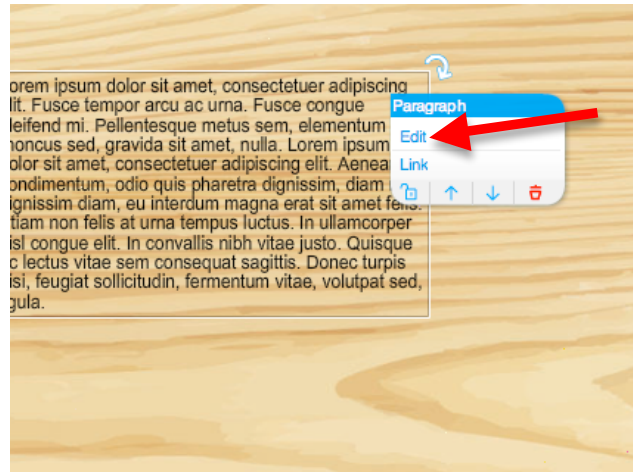 orem ipsum dolor sit amet, consectetuer adipiscing
lit. Fusce tempor arcu ac urna. Fusce congue
leifend mi. Pellentesque metus sem, elementum
honcus sed, gravida sit amet, nulla. Lorem ipsum
olor sit amet, consectetuer adipiscing elit. Aenean
ondimentum, odio quis pharetra dignissim, diam
ignissim diam, eu interdum magna erat sit amet felis.
tiam non felis at urna tempus luctus. In ullamcorper
isl congue elit. In convallis nibh vitae justo. Quisque
c lectus vitae sem consequat sagittis. Donec turpis
isi, feugiat sollicitudin, fermentum vitae, volutpat sed,
gula.
Paragraph
Edit
Link